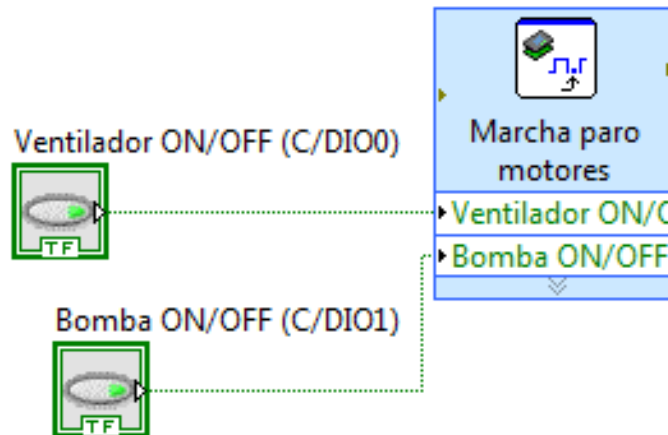 Ventilador ON/OFF (C/DIO0)
TF
Bomba ON/OFF (C/DIO1)
TF
Marcha paro
motores
Ventilador ON/O
Bomba ON/OFF